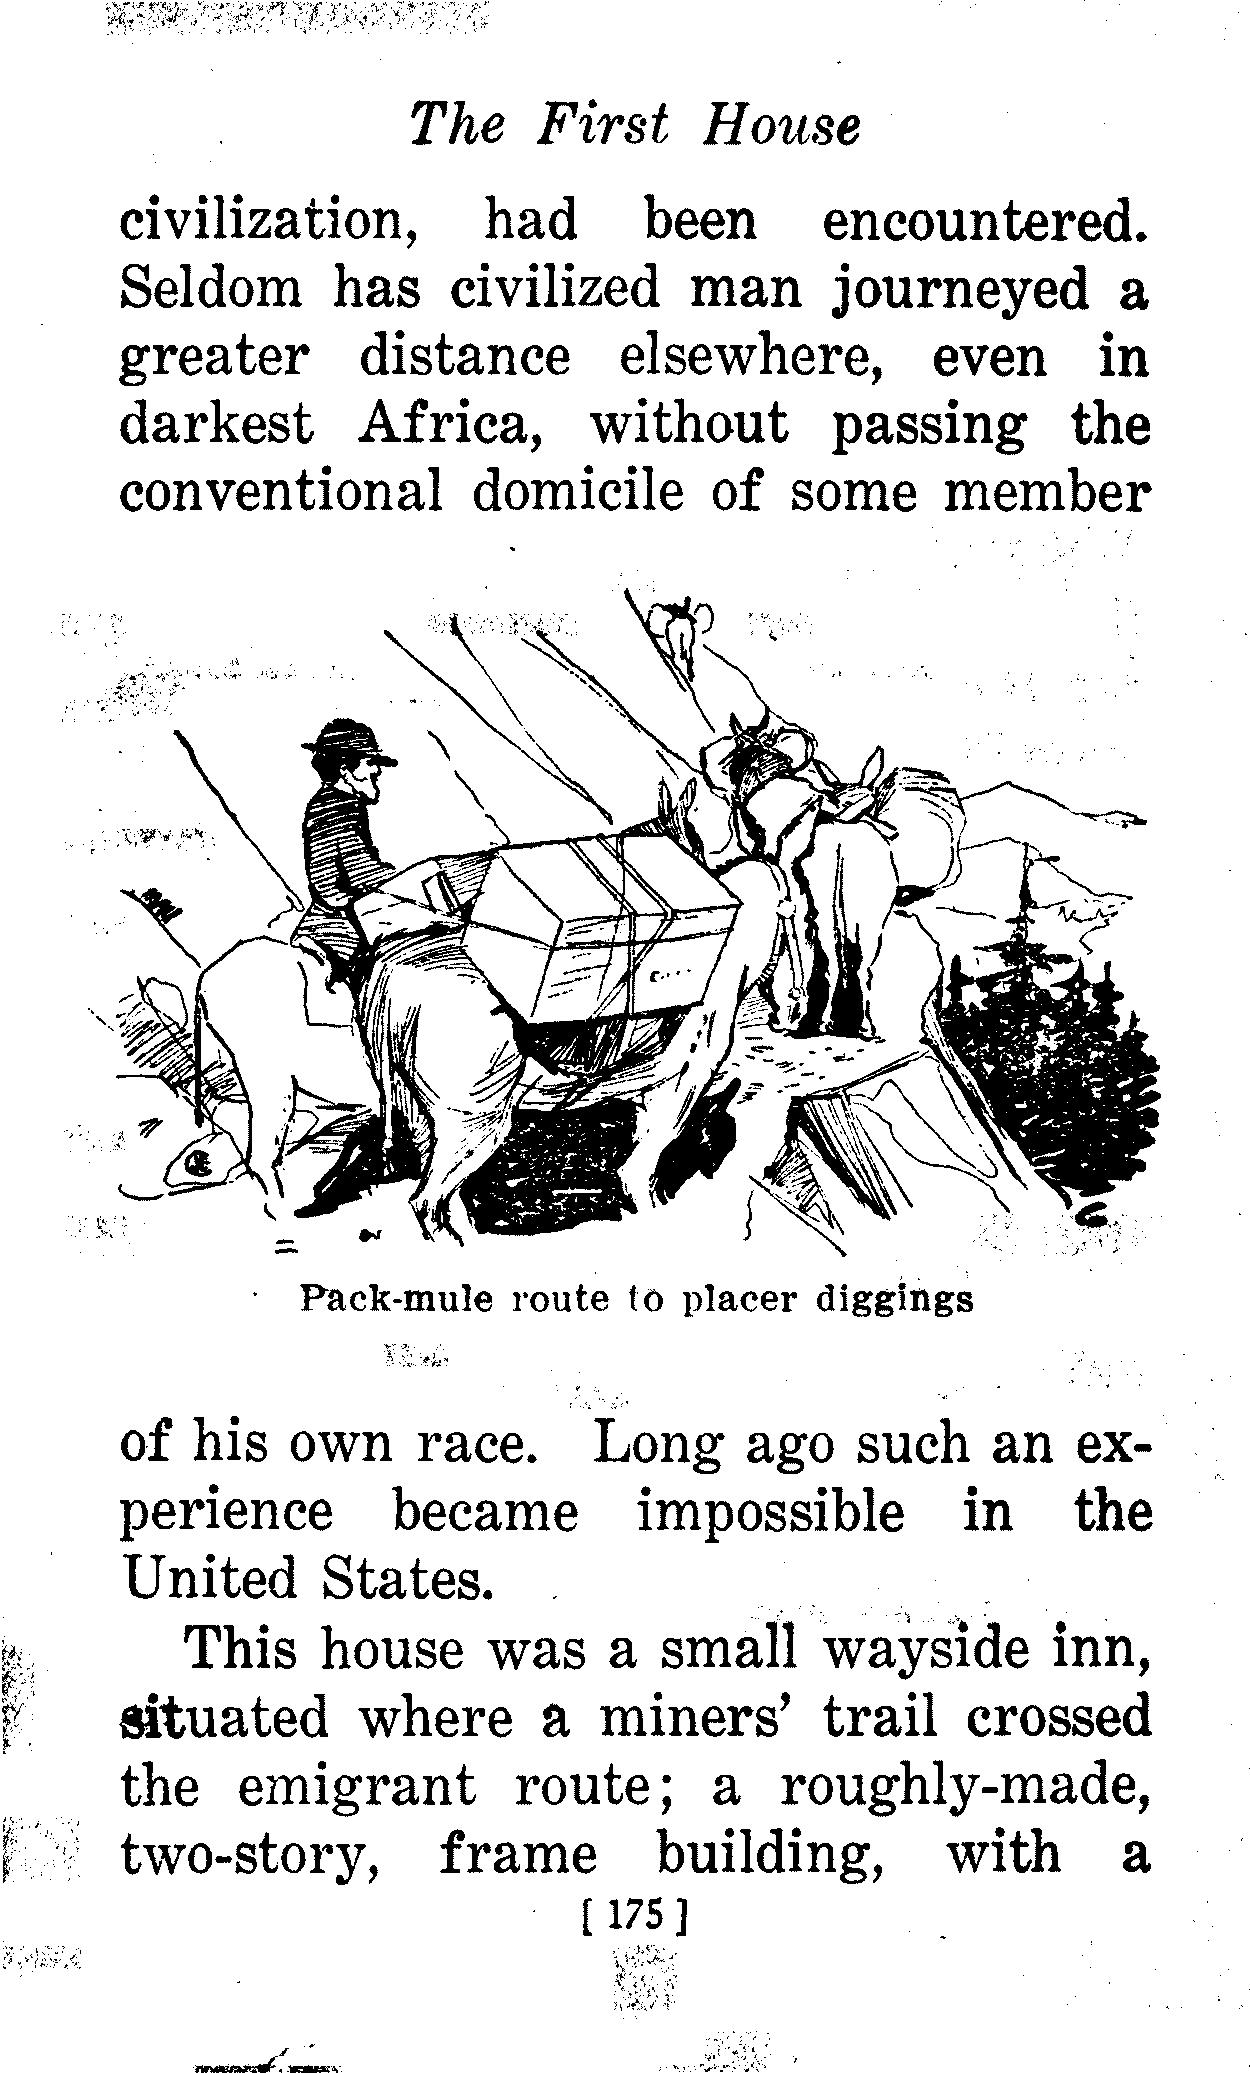 The First House
civilization, had been encountered.
Seldom has civilized man journeyed a
greater distance elsewhere, even in
darkest Africa, without passing the
conventional domicile of some member
Pack-mule route to placer diggings
of his own race. Long ago such an ex-
perience became impossible in the
United States.
This house was a small wayside inn,
situated where a miners' trail crossed
the emigrant route; a roughly-made,
two-story, frame building, with a
[ 175 ]